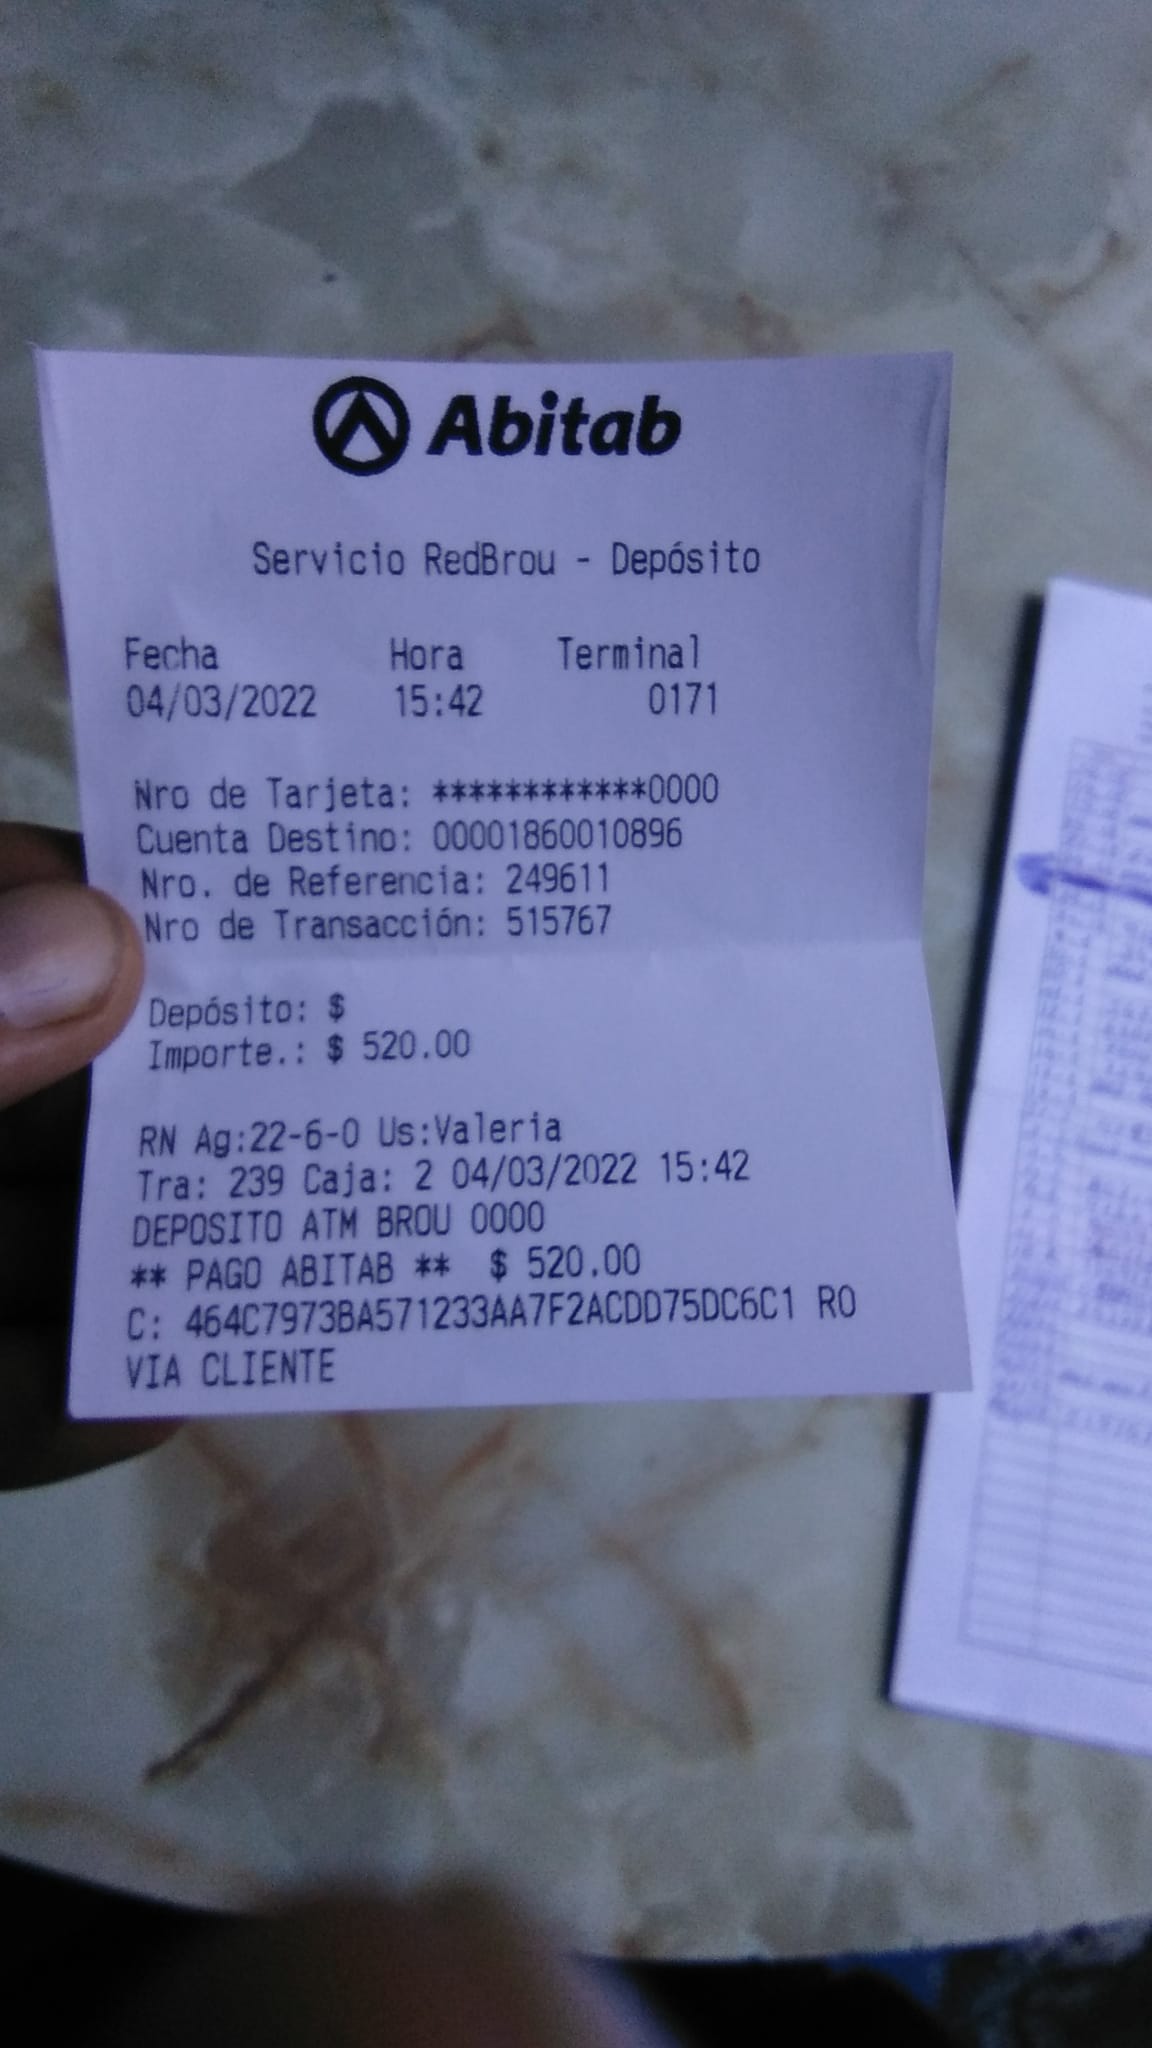 Abitab
Servicio RedBrou - Depósito
Fecha Hora Terminal
04/03/2022 15:42 0171
Nro de Tarjeta: ************0000
Cuenta Destino: 00001860010896
Nro. de Referencia: 249611
Nro de Transacción: 515767
Depósito: $
Importe.: $ 520.00
RN Ag:22-6-0 Us:Valeria
Tra: 239 Caja: 2 04/03/2022 15:42
DEPOSITO ATM BROU 0000
** PAGO ABITAB ** $ 520.00
C: 464C7973BA571233AA7F2ACDD75DC6C1 RO
VIA CLIENTE